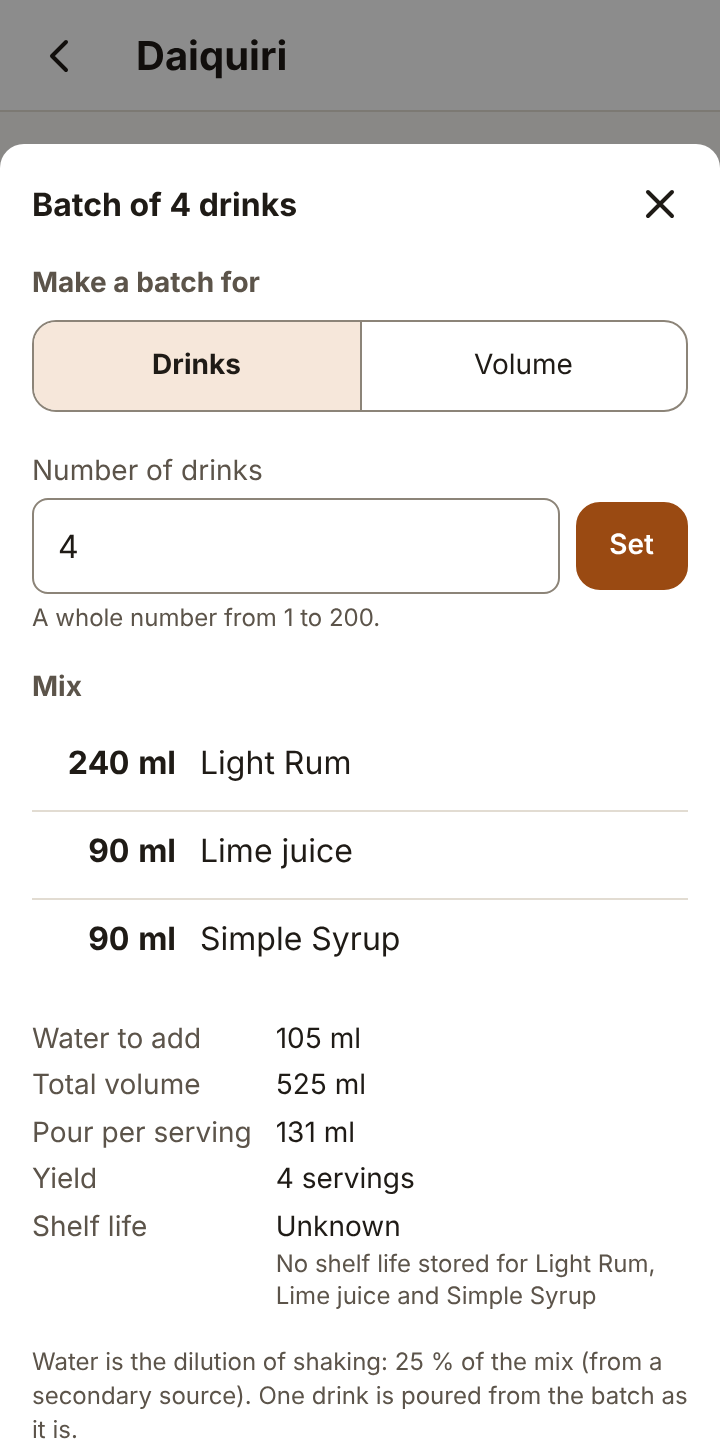 Daiquiri
Batch of 4 drinks
Make a batch for
Drinks
Volume
Number of drinks
4
Set
A whole number from 1 to 200.
Mix
240 ml Light Rum
90 ml Lime juice
90 ml Simple Syrup
Water to add 105 ml
Total volume 525 ml
Pour per serving 131 ml
Yield 4 servings
Shelf life Unknown
No shelf life stored for Light Rum,
Lime juice and Simple Syrup
Water is the dilution of shaking: 25 % of the mix (from a
secondary source). One drink is poured from the batch as
it is.